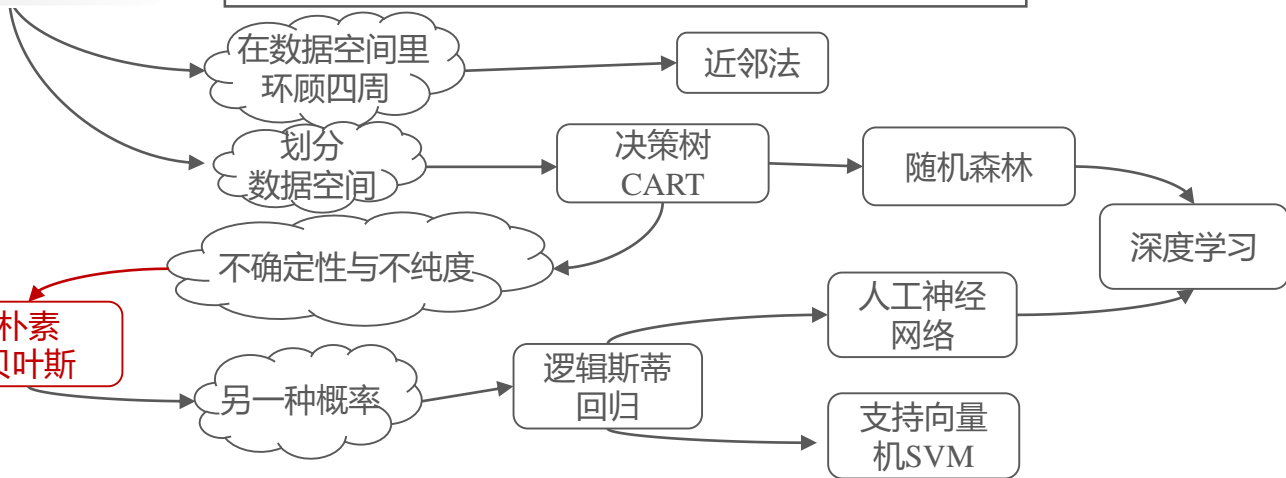 在数据空间里
环顾四周
近邻法
划分
数据空间
决策树
CART
随机森林
深度学习
不确定性与不纯度
人工神经
网络
朴素
贝叶斯
另一种概率
逻辑斯蒂
回归
支持向量
机SVM